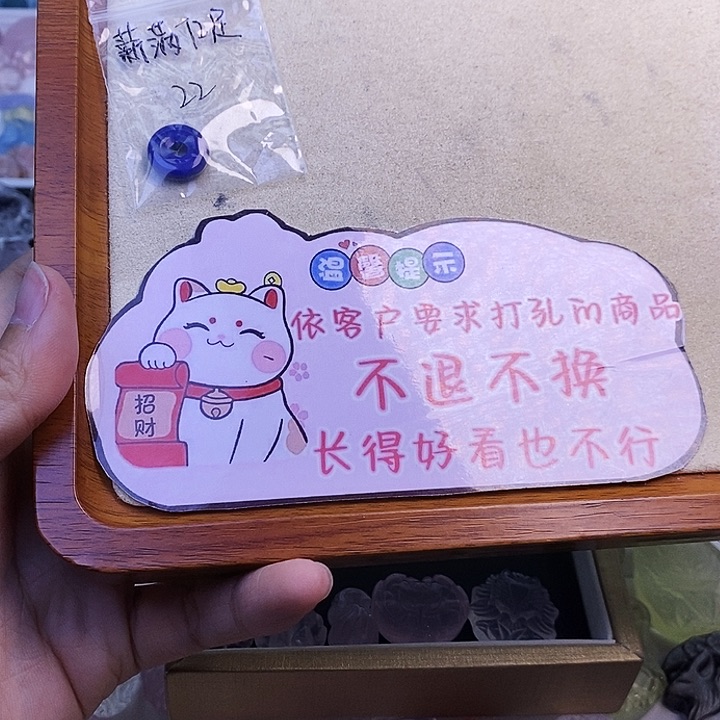 22
温馨提示
依客户要求打孔的商品
不退不换
长得好看也不行
招
财